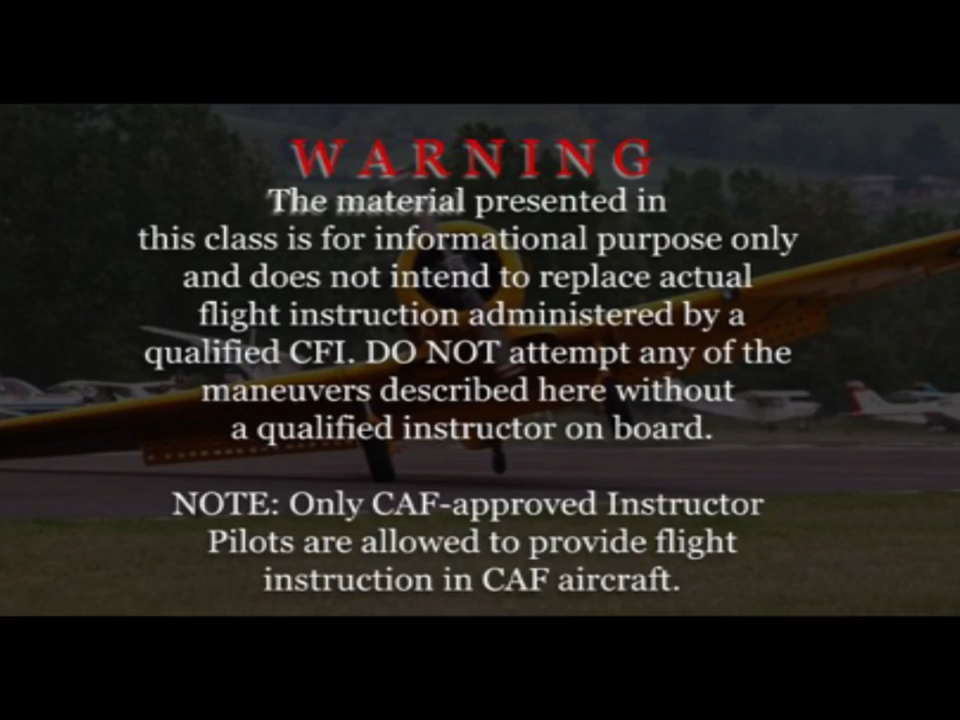 WARNING
The material presented in
this class is for informational purpose only
and does not intend to replace actual
flight instruction administered by a
qualified CFI. DO NOT attempt any of the
maneuvers described here without
a qualified instructor on board.
NOTE: Only CAF-approved Instructor
Pilots are allowed to provide flight
instruction in CAF aircraft.